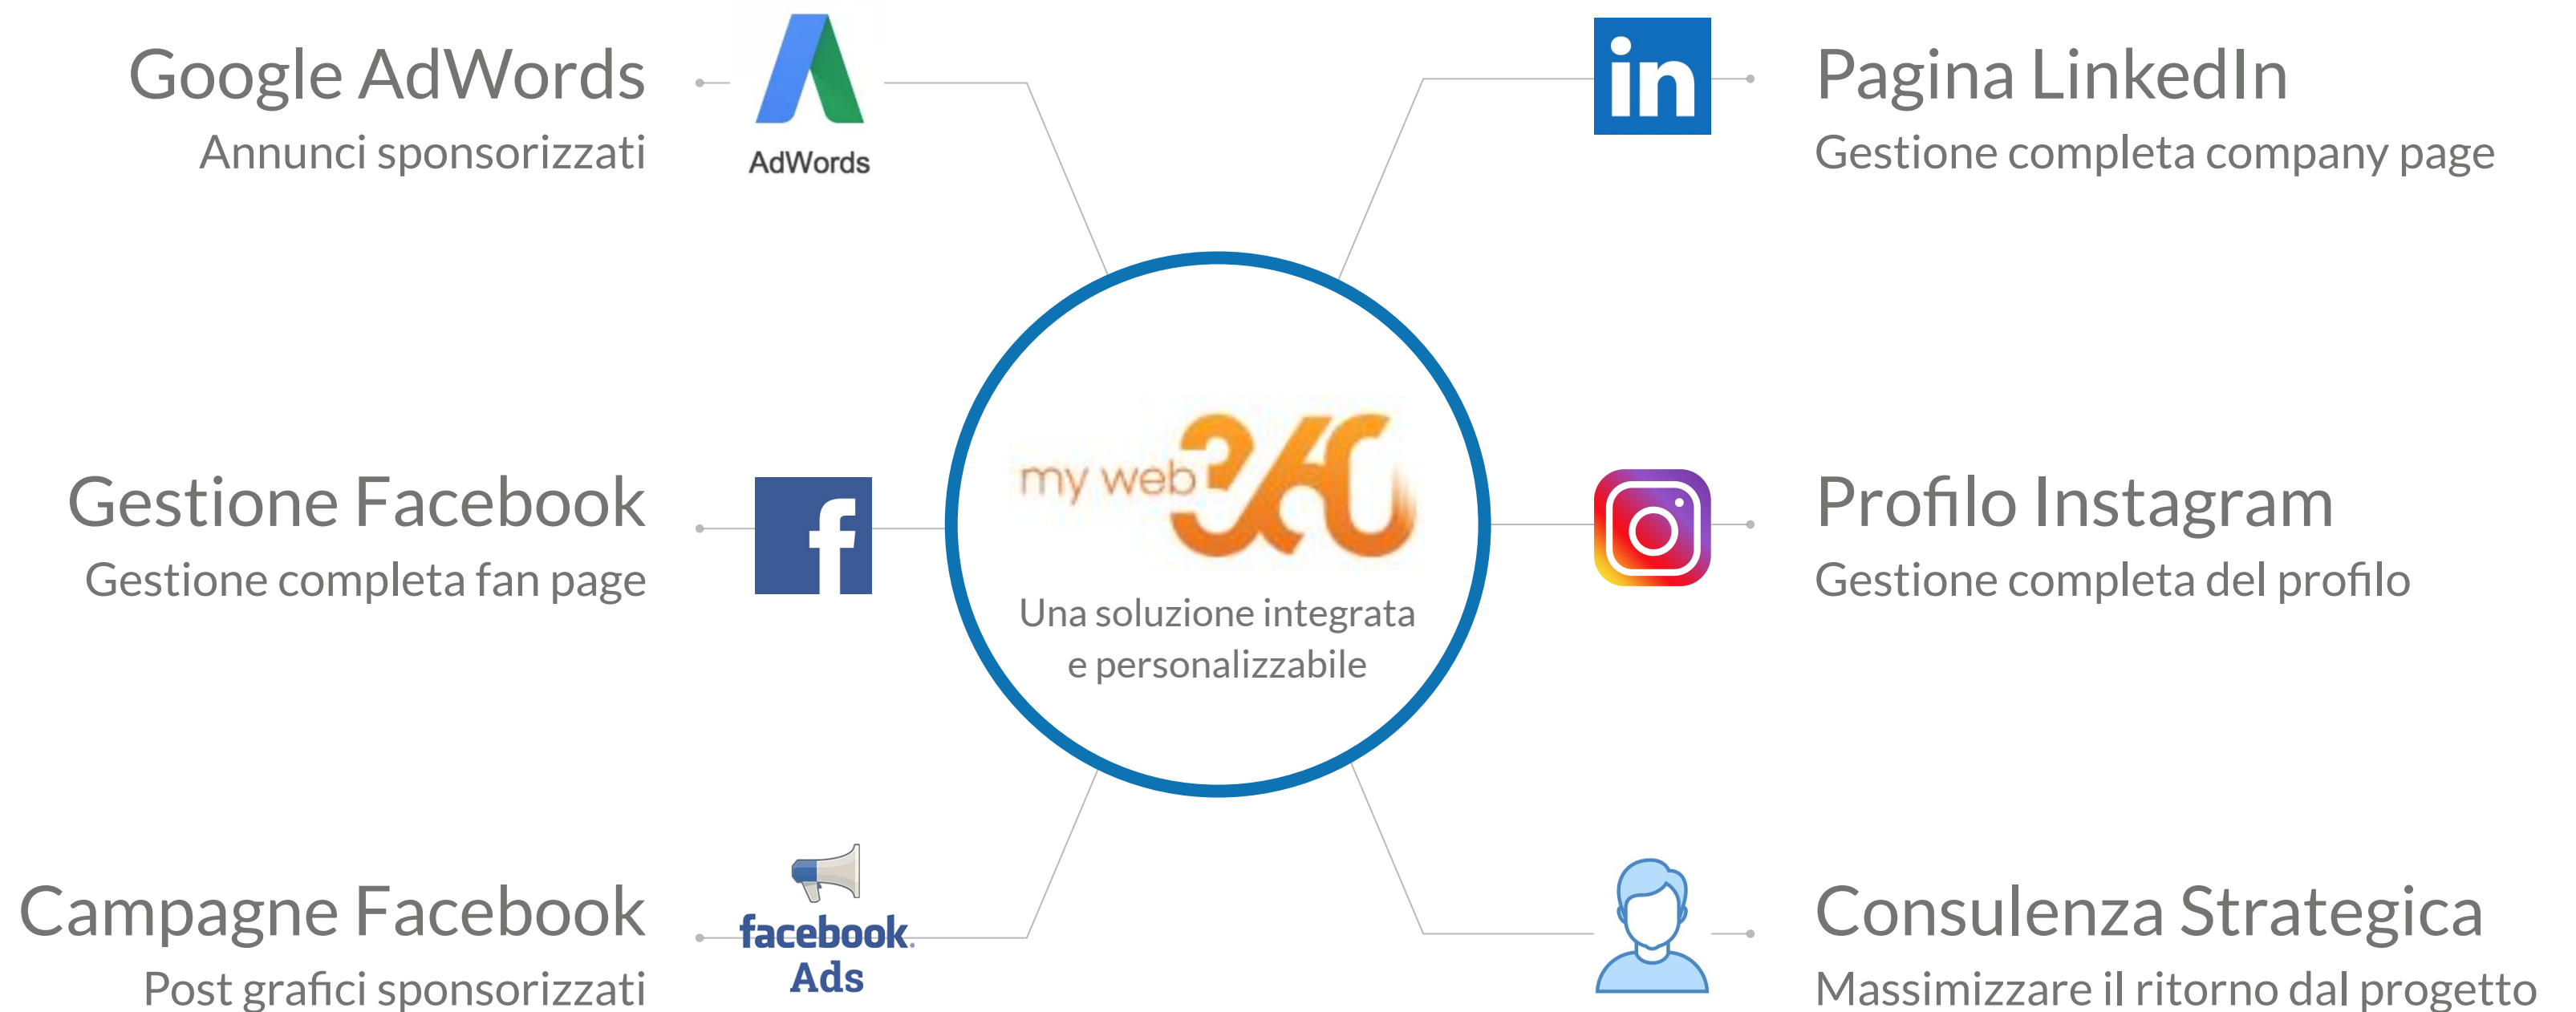 Google AdWords
Annunci sponsorizzati
AdWords
in
Pagina LinkedIn
Gestione completa company page
Gestione Facebook
Gestione completa fan page
f
my web 360
Una soluzione integrata
e personalizzabile
Profilo Instagram
Gestione completa del profilo
Campagne Facebook
Post grafici sponsorizzati
facebook.
Ads
Consulenza Strategica
Massimizzare il ritorno dal progetto